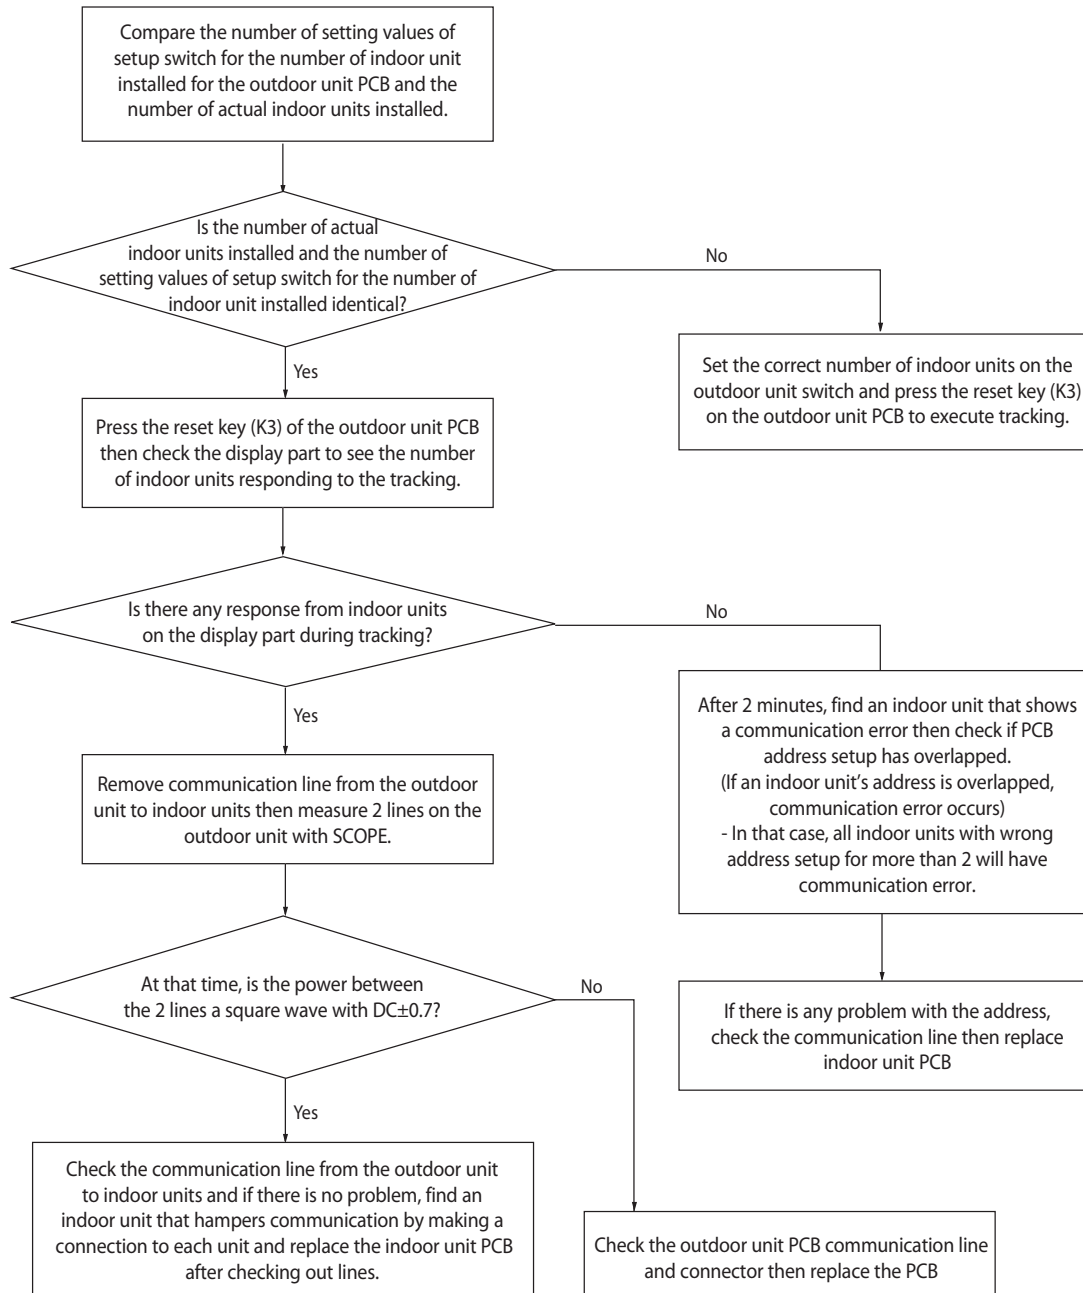 Compare the number of setting values of
setup switch for the number of indoor unit
installed for the outdoor unit PCB and the
number of actual indoor units installed.
Is the number of actual
indoor units installed and the number of
setting values of setup switch for the number of
indoor unit installed identical?
No
Yes
Set the correct number of indoor units on the
outdoor unit switch and press the reset key (K3)
on the outdoor unit PCB to execute tracking.
Press the reset key (K3) of the outdoor unit PCB
then check the display part to see the number
of indoor units responding to the tracking.
Is there any response from indoor units
on the display part during tracking?
No
Yes
After 2 minutes, find an indoor unit that shows
a communication error then check if PCB
address setup has overlapped.
(If an indoor unit's address is overlapped,
communication error occurs)
- In that case, all indoor units with wrong
address setup for more than 2 will have
communication error.
Remove communication line from the outdoor
unit to indoor units then measure 2 lines on the
outdoor unit with SCOPE.
At that time, is the power between
the 2 lines a square wave with DC±0.7?
No
Yes
If there is any problem with the address,
check the communication line then replace
indoor unit PCB
Check the communication line from the outdoor unit
to indoor units and if there is no problem, find an
indoor unit that hampers communication by making a
connection to each unit and replace the indoor unit PCB
after checking out lines.
Check the outdoor unit PCB communication line
and connector then replace the PCB